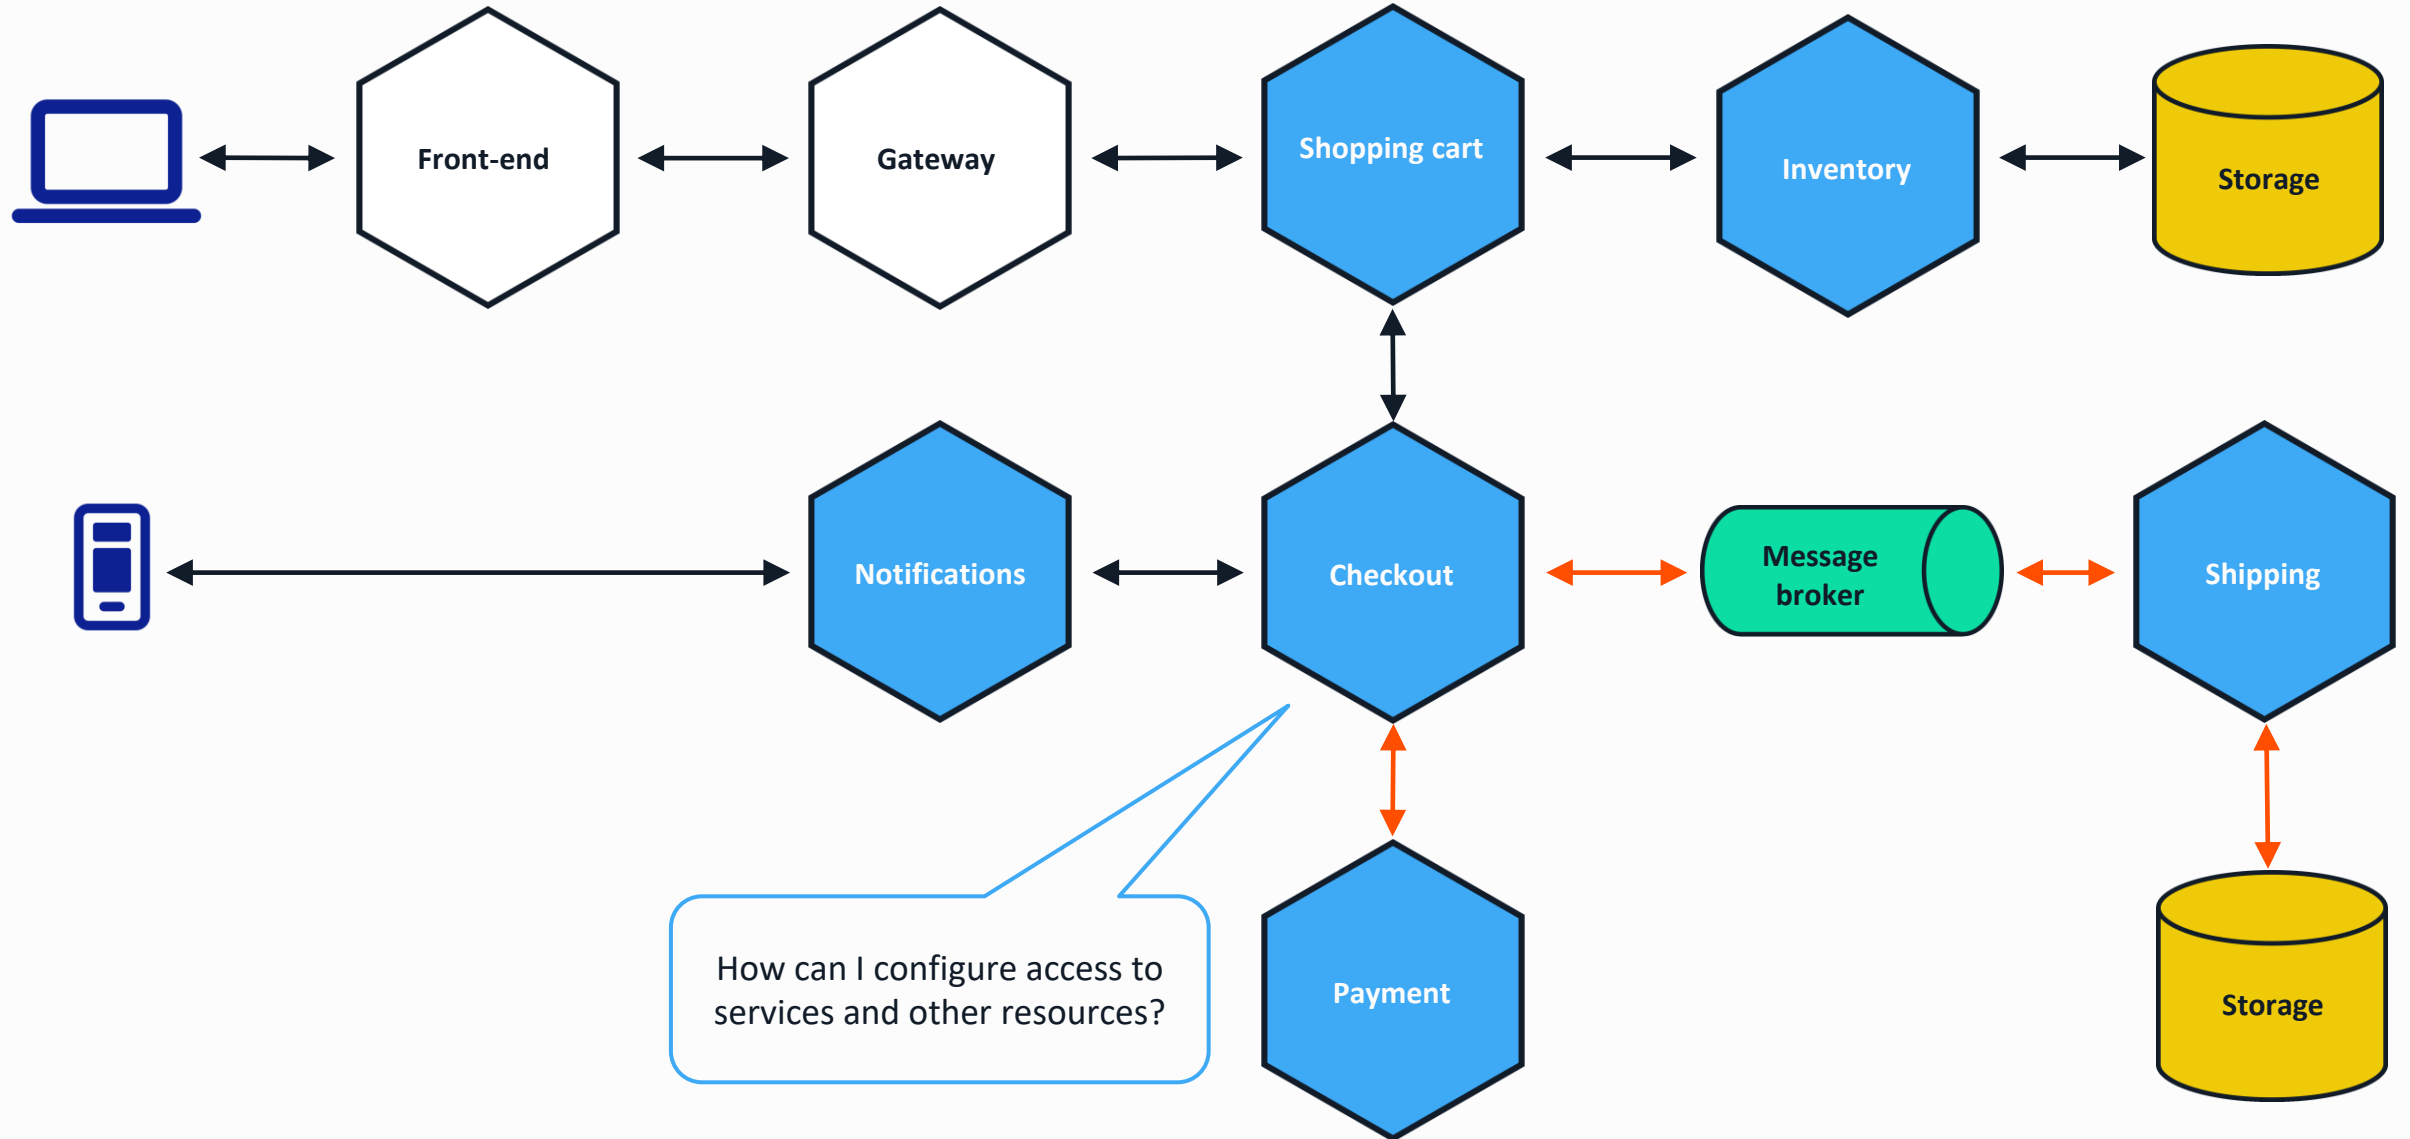 Front-end
Gateway
Shopping cart
Inventory
Storage
Notifications
Checkout
Message
broker
Shipping
How can I configure access to
services and other resources?
Payment
Storage